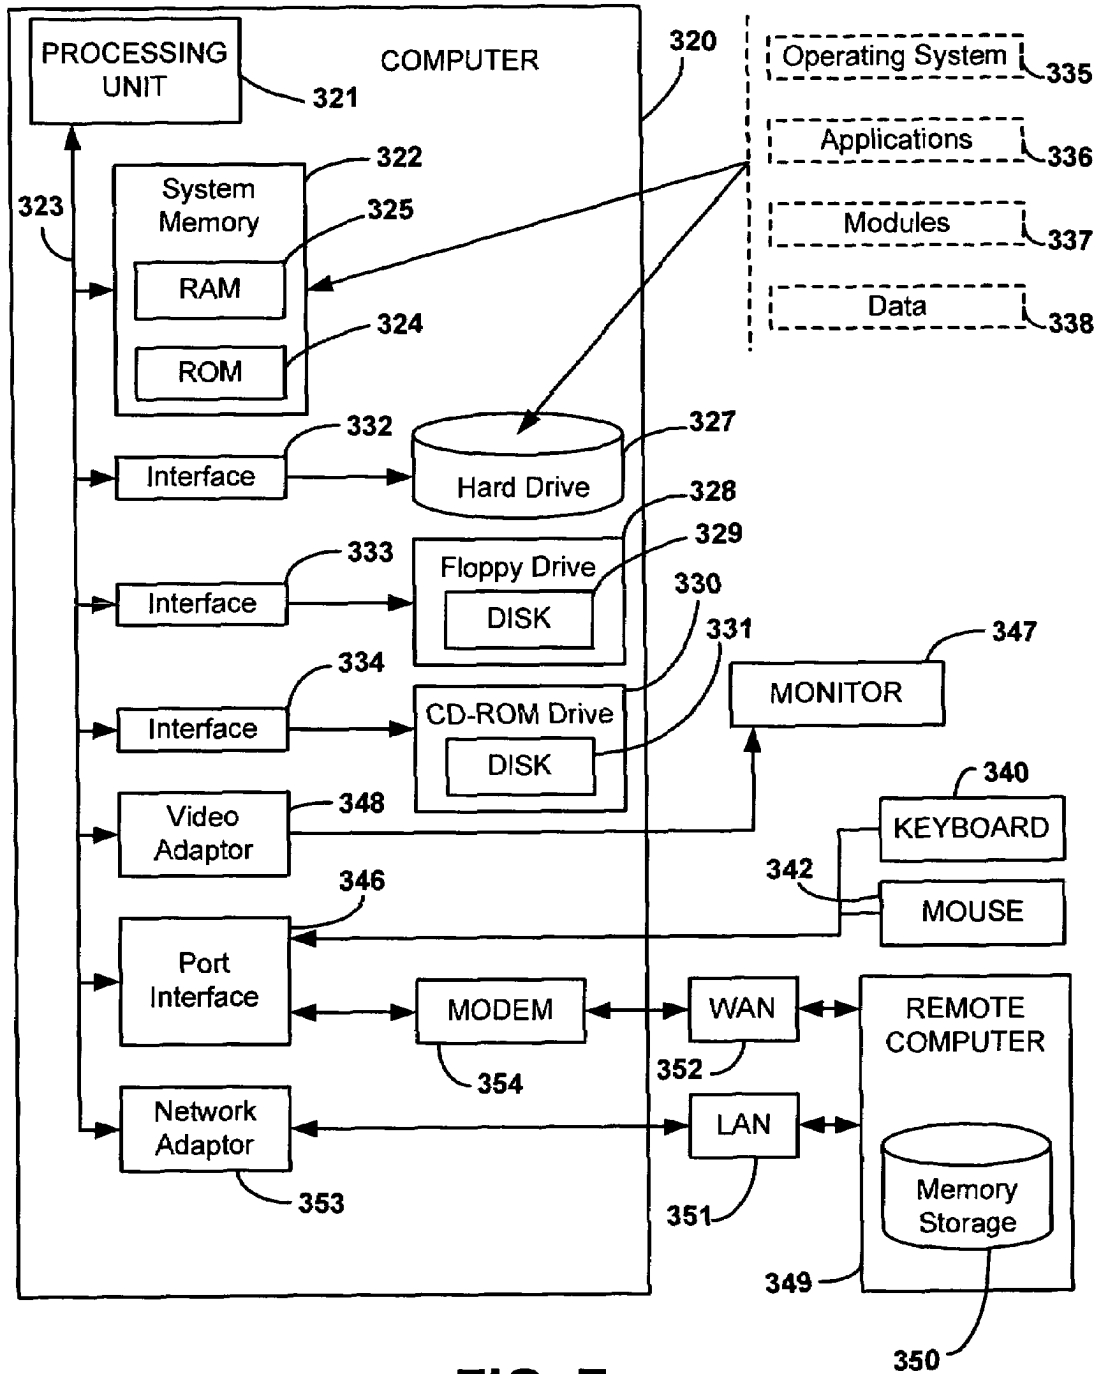 PROCESSING
UNIT
321
COMPUTER
320
Operating System
335
Applications
336
Modules
337
Data
338
322
323
System
Memory
325
RAM
324
ROM
332
Interface
327
Hard Drive
328
333
Interface
329
Floppy Drive
DISK
330
331
334
Interface
CD-ROM Drive
DISK
347
MONITOR
348
Video
Adaptor
340
KEYBOARD
342
MOUSE
346
Port
Interface
MODEM
354
WAN
352
REMOTE
COMPUTER
Network
Adaptor
353
LAN
351
Memory
Storage
349
350